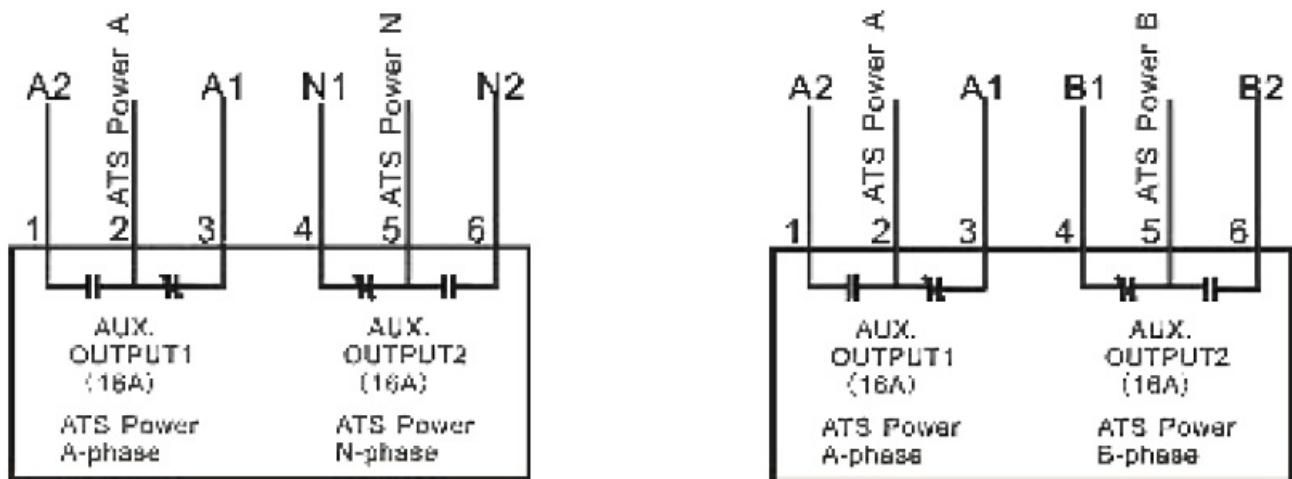 A2
ATS Power A
A1
N1
ATS Power N
N2
1 2 3 4 5 6
AUX.
OUTPUT1
(16A)
AUX.
OUTPUT2
(16A)
ATS Power
A-phase
ATS Power
N-phase
A2
ATS Power A
A1
B1
ATS Power B
B2
1 2 3 4 5 6
AUX.
OUTPUT1
(16A)
AUX.
OUTPUT2
(16A)
ATS Power
A-phase
ATS Power
B-phase